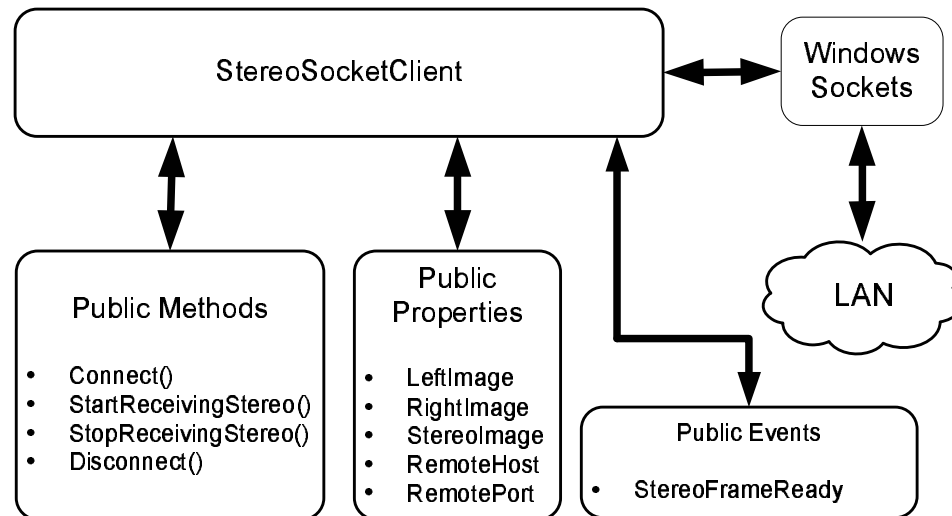 StereoSocketClient
Windows
Sockets
LAN
Public Methods
• Connect()
• StartReceivingStereo()
• StopReceivingStereo()
• Disconnect()
Public
Properties
• LeftImage
• RightImage
• StereoImage
• RemoteHost
• RemotePort
Public Events
• StereoFrameReady